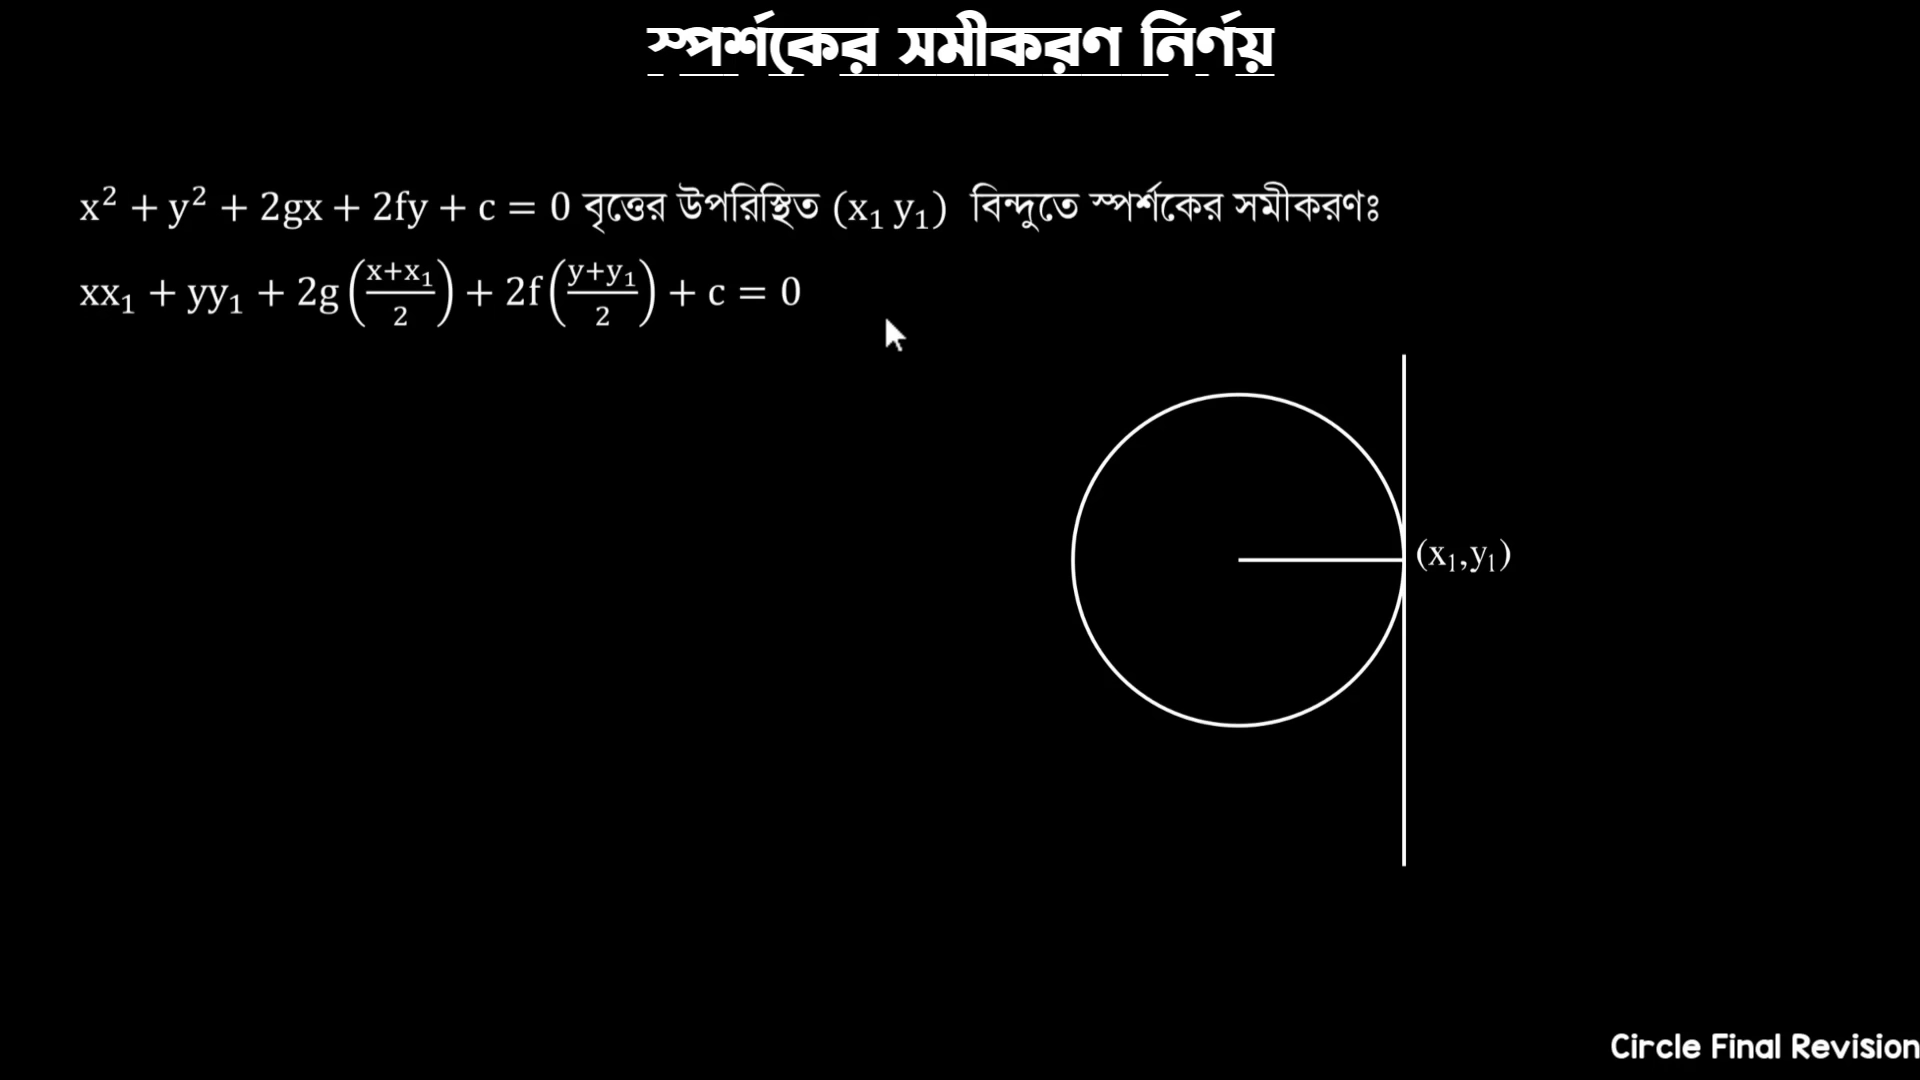 স্পর্শকের সমীকরণ নির্ণয়
x² + y² + 2gx + 2fy + c = 0 বৃত্তের উপরিস্থিত (x₁ y₁) বিন্দুতে স্পর্শকের সমীকরণঃ
xx₁ + yy₁ + 2g((x+x₁)/2) + 2f((y+y₁)/2) + c = 0
(x₁,y₁)
Circle Final Revision